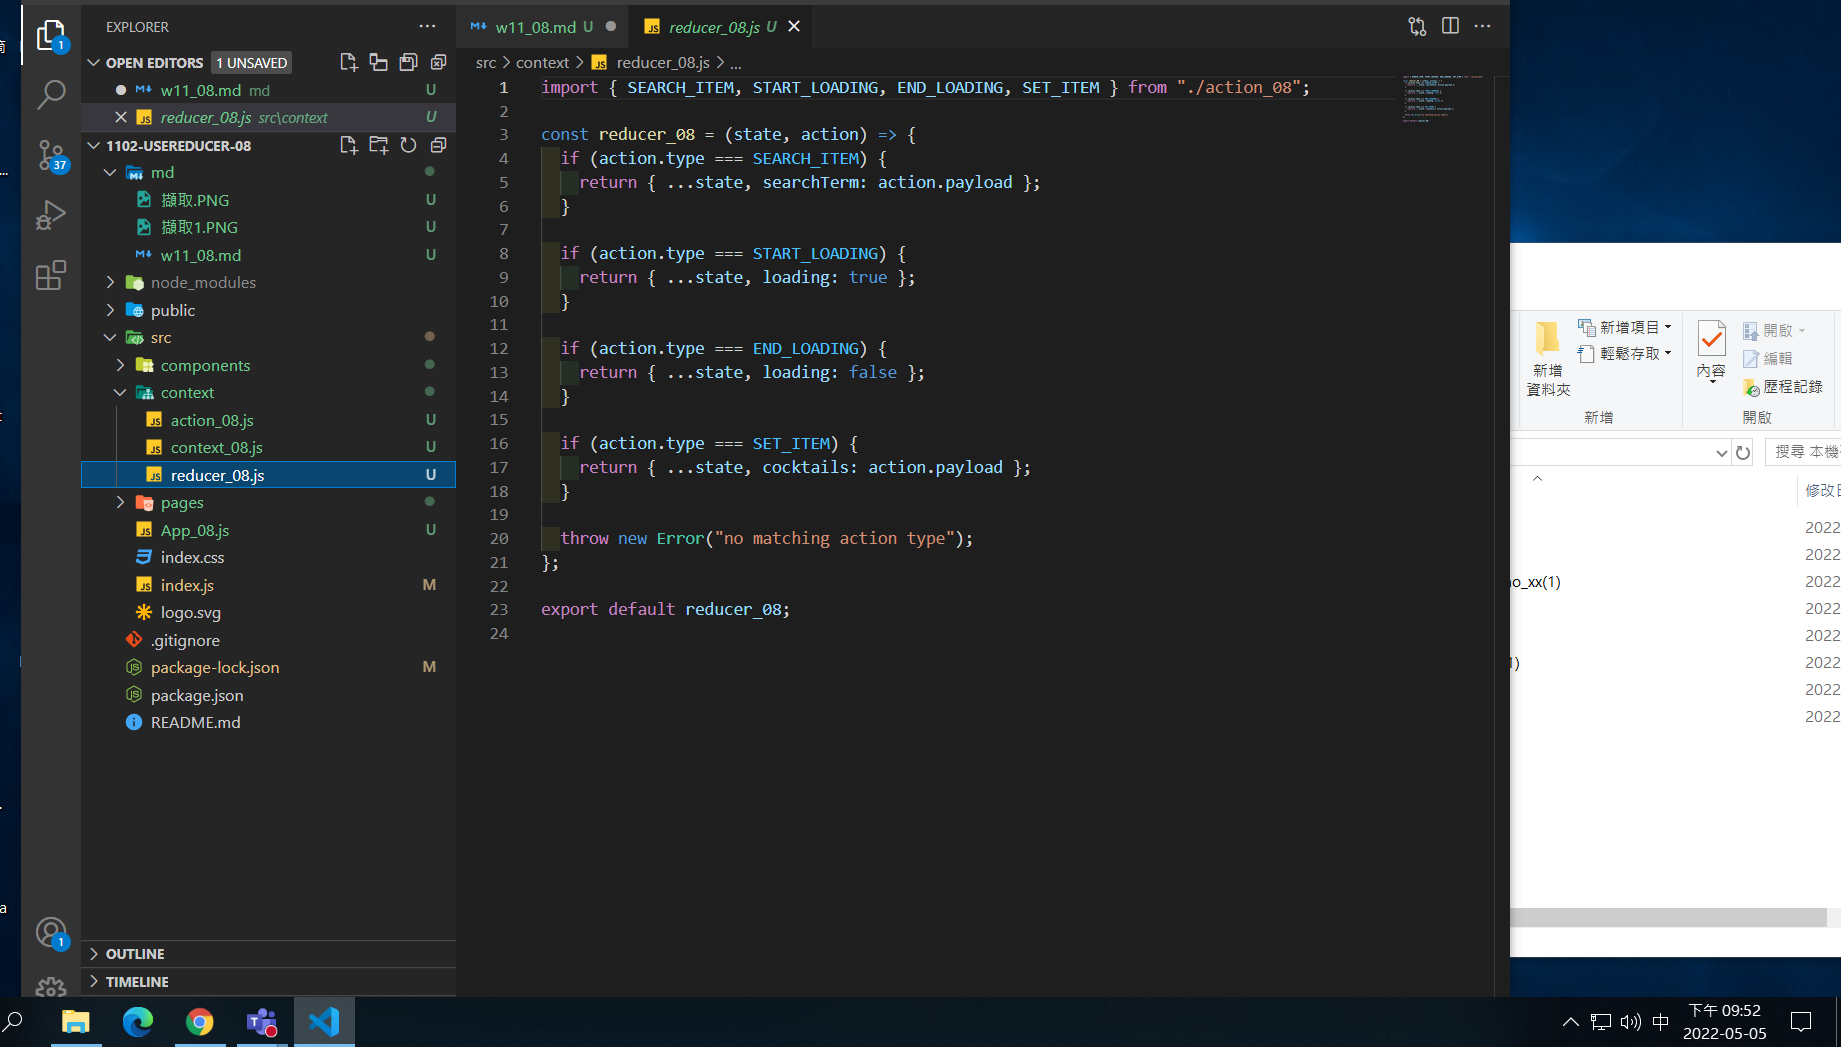 EXPLORER
OPEN EDITORS 1 UNSAVED
w11_08.md md U
reducer_08.js src\context U
1102-USEREDUCER-08
md
擷取.PNG U
擷取1.PNG U
w11_08.md U
node_modules
public
src
components
context
action_08.js U
context_08.js U
reducer_08.js U
pages
App_08.js U
index.css
index.js M
logo.svg
.gitignore
package-lock.json M
package.json
README.md
OUTLINE
TIMELINE
1
37
1
w11_08.md U
reducer_08.js U
src > context > reducer_08.js > ...
1 import { SEARCH_ITEM, START_LOADING, END_LOADING, SET_ITEM } from "./action_08";
2
3 const reducer_08 = (state, action) => {
4 if (action.type === SEARCH_ITEM) {
5 return { ...state, searchTerm: action.payload };
6 }
7
8 if (action.type === START_LOADING) {
9 return { ...state, loading: true };
10 }
11
12 if (action.type === END_LOADING) {
13 return { ...state, loading: false };
14 }
15
16 if (action.type === SET_ITEM) {
17 return { ...state, cocktails: action.payload };
18 }
19
20 throw new Error("no matching action type");
21 };
22
23 export default reducer_08;
24
新增項目
輕鬆存取
新增
資料夾
新增
內容
開啟
編輯
歷程記錄
開啟
搜尋 本機
修改日
2022
2022
o_xx(1) 2022
2022
2022
1) 2022
2022
2022
中
下午 09:52
2022-05-05